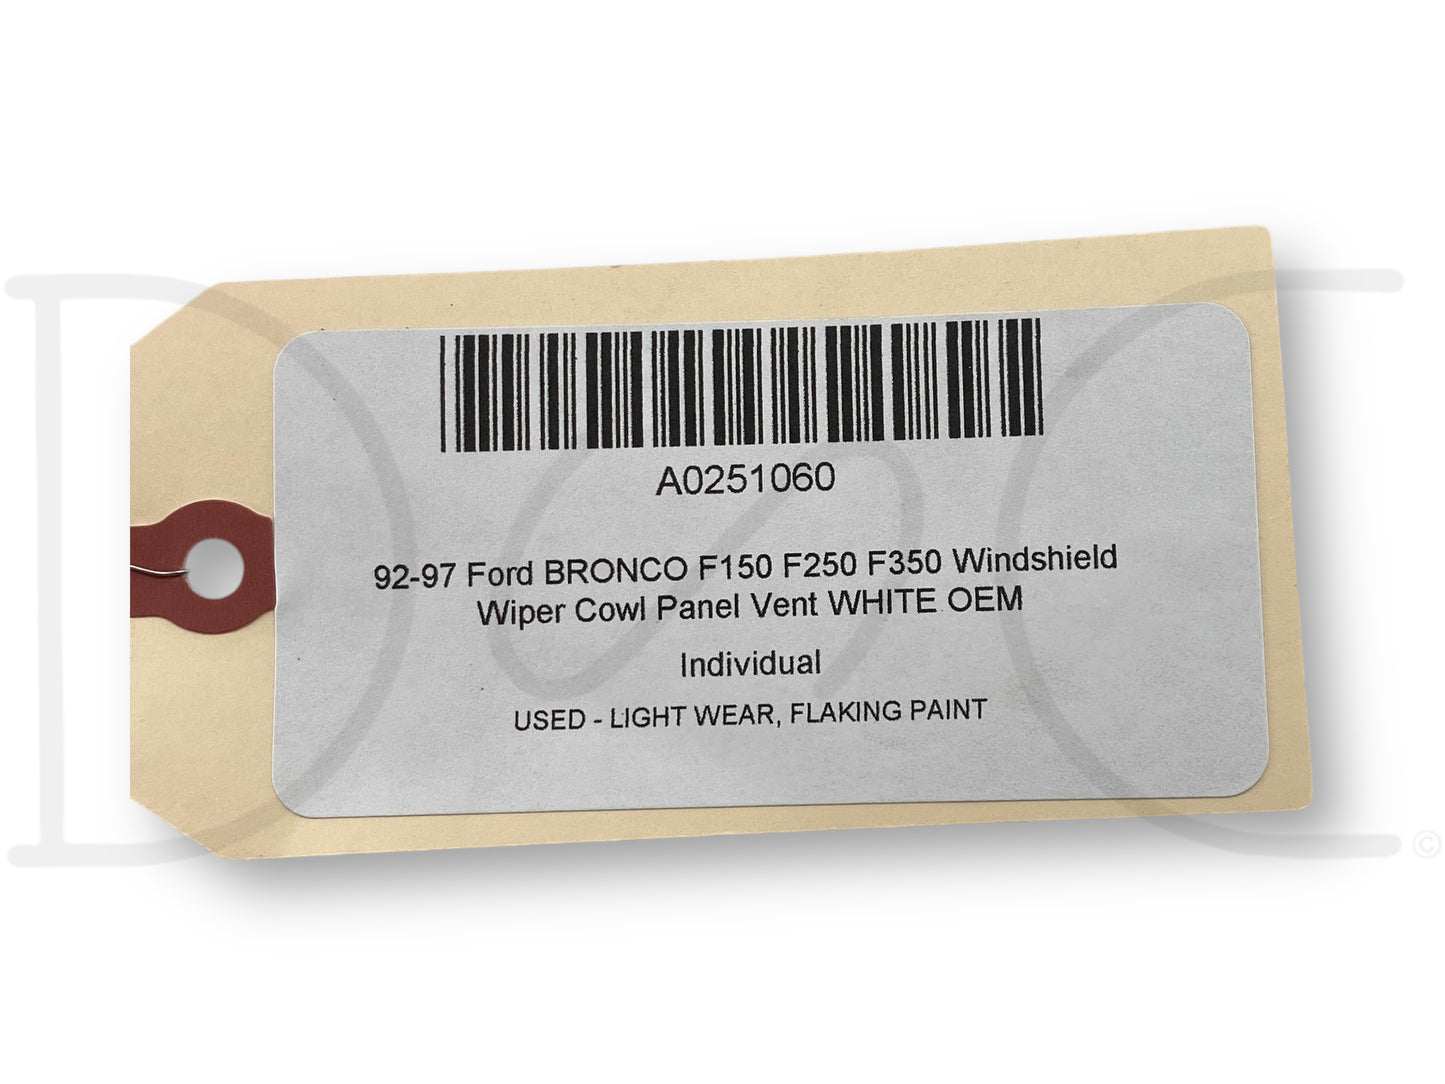 A0251060
92-97 Ford BRONCO F150 F250 F350 Windshield
Wiper Cowl Panel Vent WHITE OEM
Individual
USED - LIGHT WEAR, FLAKING PAINT
D C ©